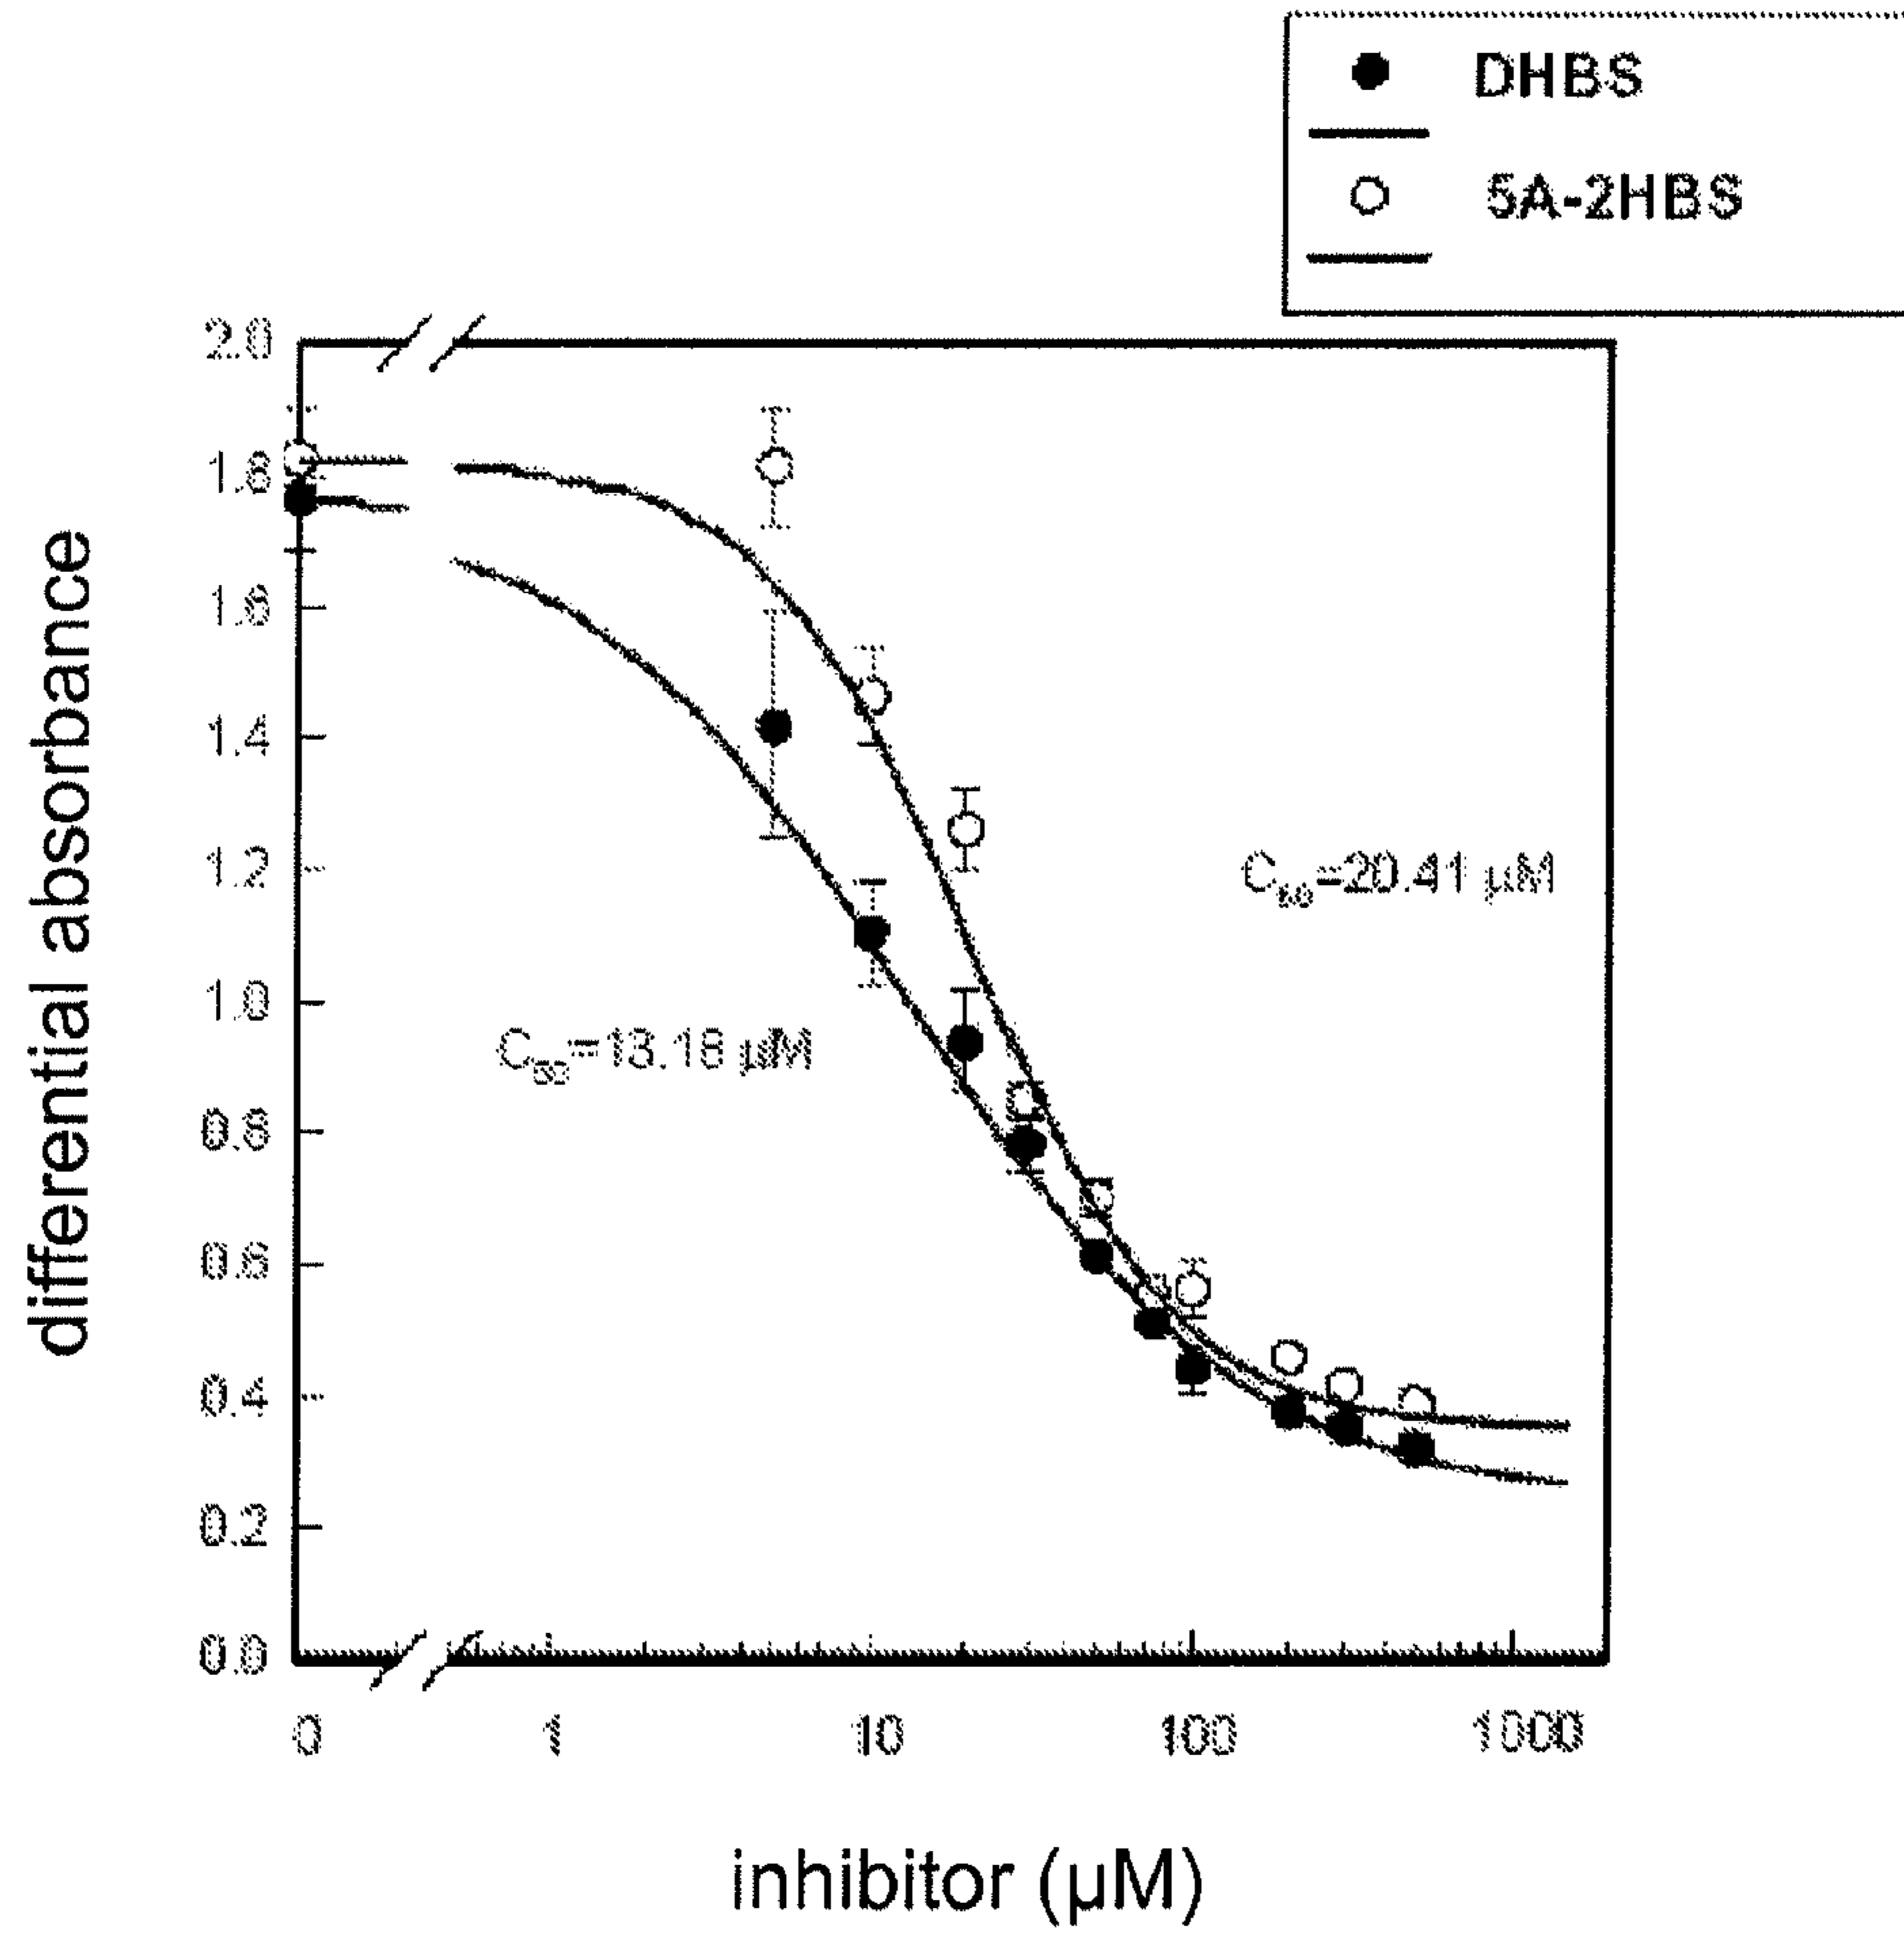 DHBS
5A-2HBS
2.0
1.8
1.6
1.4
1.2
1.0
0.8
0.6
0.4
0.2
0.0
differential absorbance
C50=20.41 µM
C50=13.18 µM
0 1 10 100 1000
inhibitor (µM)